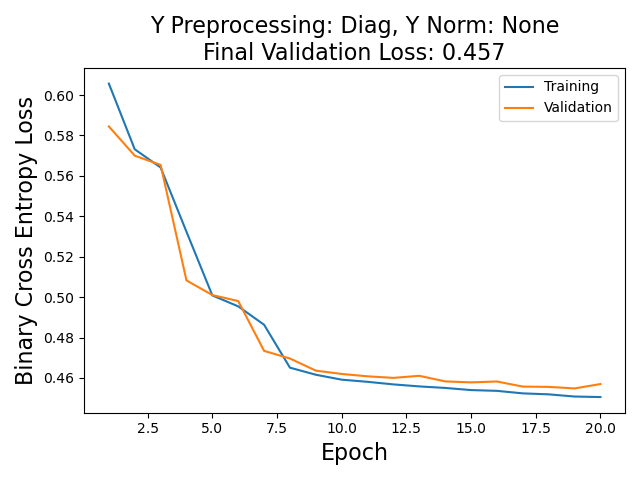 Y Preprocessing: Diag, Y Norm: None
Final Validation Loss: 0.457
Training
Validation
Binary Cross Entropy Loss
0.60
0.58
0.56
0.54
0.52
0.50
0.48
0.46
2.5
5.0
7.5
10.0
12.5
15.0
17.5
20.0
Epoch